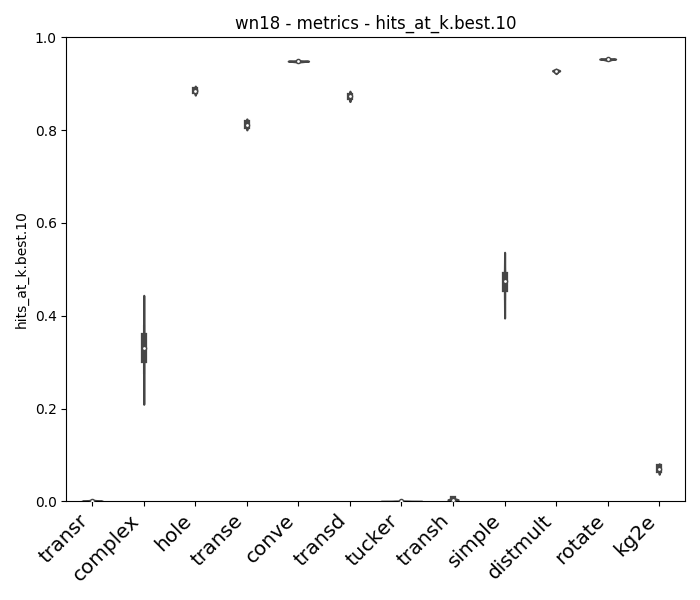 wn18 - metrics - hits_at_k.best.10
hits_at_k.best.10
1.0
0.8
0.6
0.4
0.2
0.0
transr
complex
hole
transe
conve
transd
tucker
transh
simple
distmult
rotate
kg2e